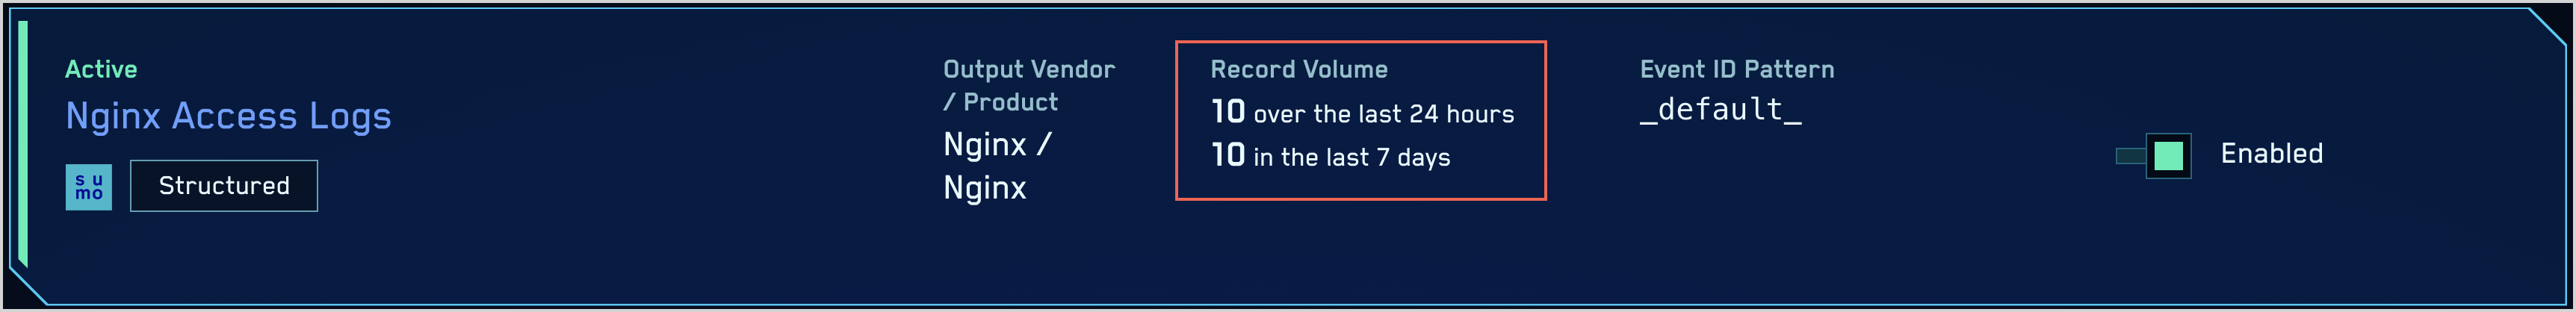 Active
Nginx Access Logs
su
mo
Structured
Output Vendor
/ Product
Nginx /
Nginx
Record Volume
10 over the last 24 hours
10 in the last 7 days
Event ID Pattern
_default_
Enabled